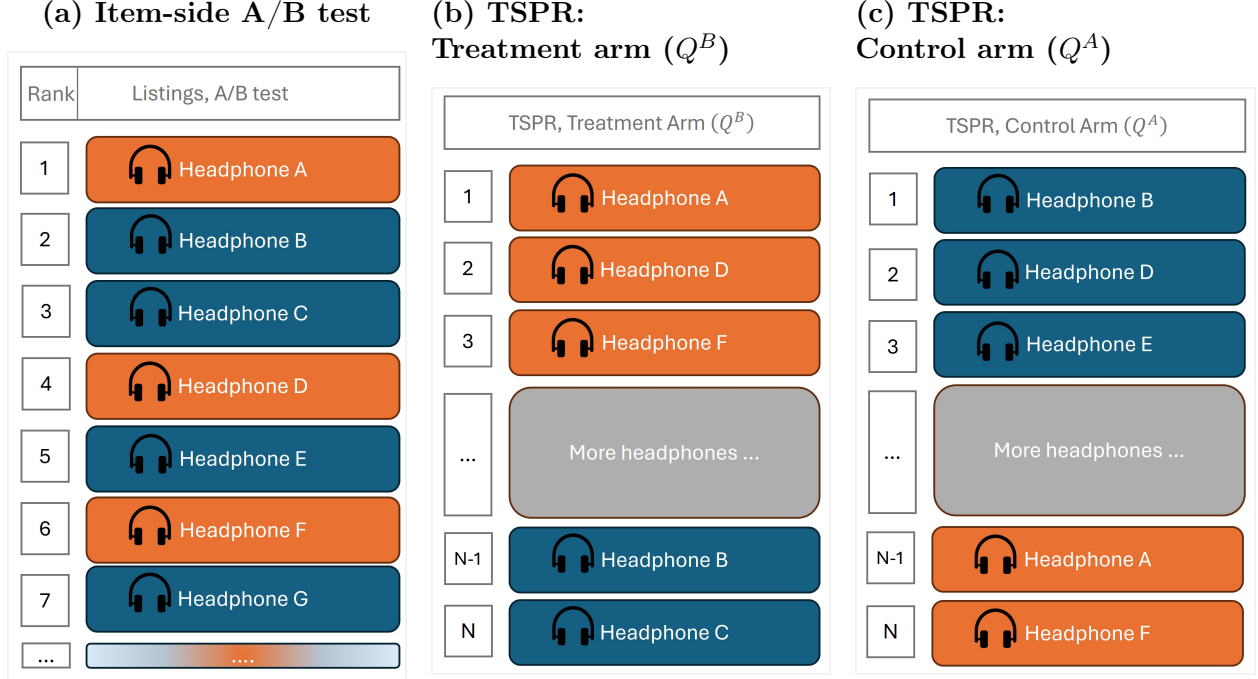 (a) Item-side A/B test
Rank Listings, A/B test
1 Headphone A
2 Headphone B
3 Headphone C
4 Headphone D
5 Headphone E
6 Headphone F
7 Headphone G
... ....
(b) TSPR:
Treatment arm (Q^B)
TSPR, Treatment Arm (Q^B)
1 Headphone A
2 Headphone D
3 Headphone F
... More headphones ...
N-1 Headphone B
N Headphone C
(c) TSPR:
Control arm (Q^A)
TSPR, Control Arm (Q^A)
1 Headphone B
2 Headphone D
3 Headphone E
... More headphones ...
N-1 Headphone A
N Headphone F